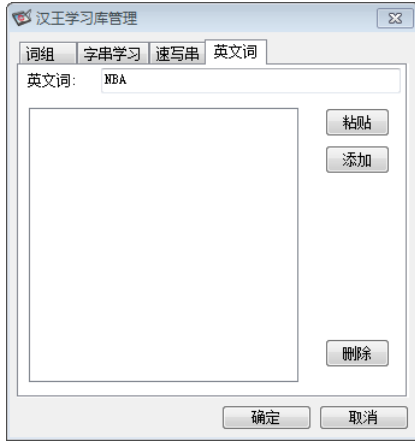 汉王学习库管理
词组 字串学习 速写串 英文词
英文词: NBA
粘贴
添加
删除
确定 取消